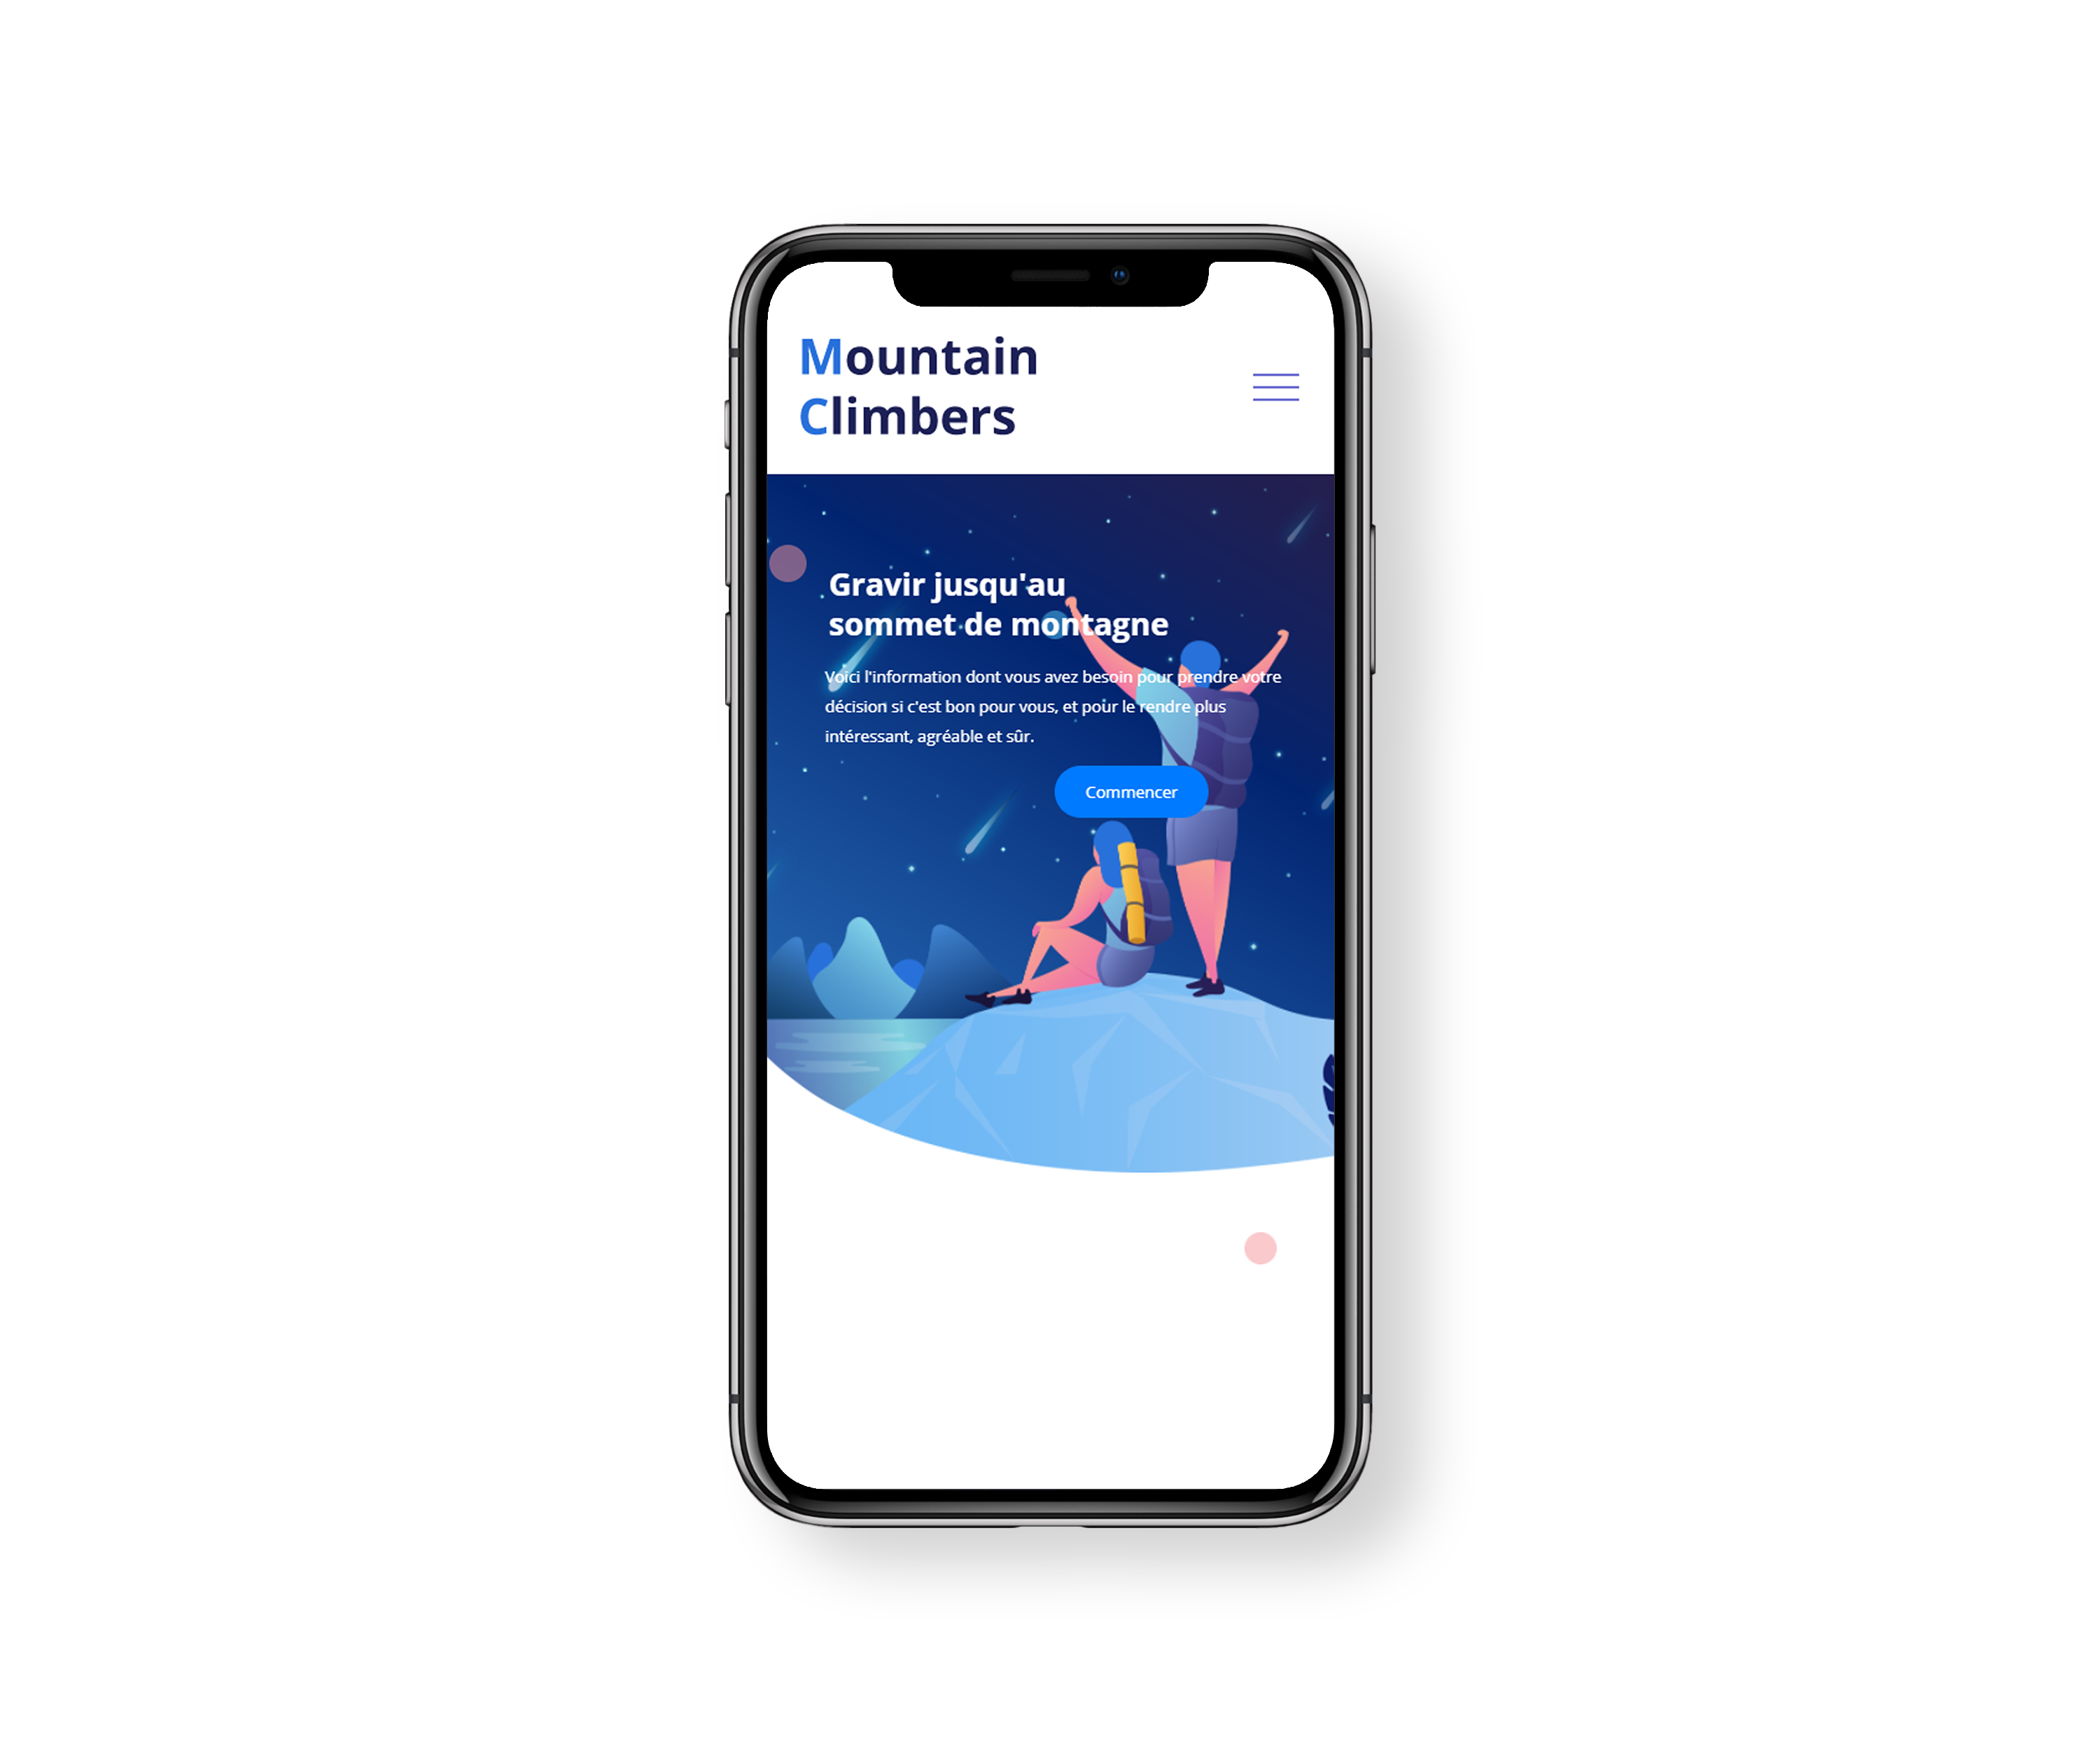 Mountain
Climbers
Gravir jusqu'au
sommet de montagne
Voici l'information dont vous avez besoin pour prendre votre
décision si c'est bon pour vous, et pour le rendre plus
intéressant, agréable et sûr.
Commencer